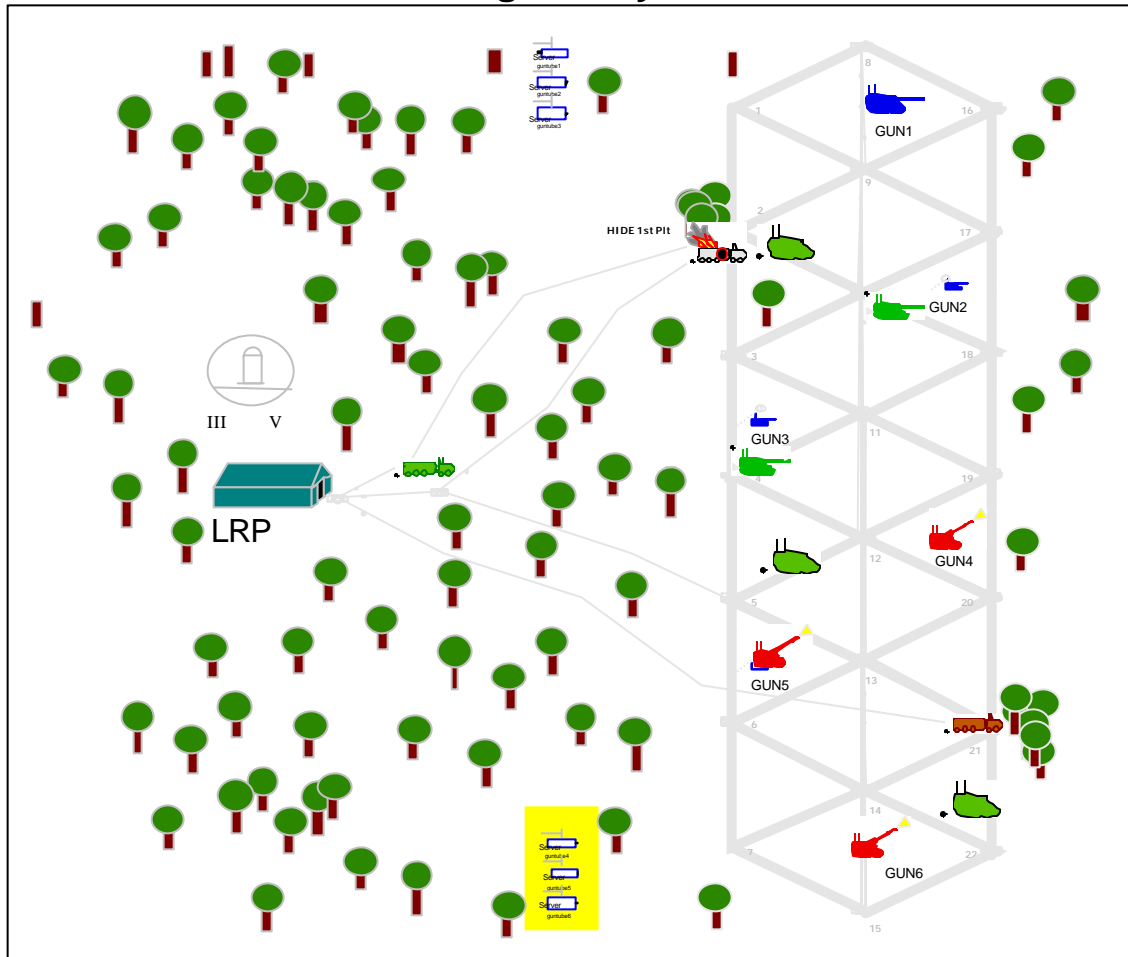 Server
guntube1
Server
guntube2
Server
guntube3
8
1
16
GUN1
9
2
17
HIDE 1st Plt
GUN2
3
18
III V
11
GUN3
4
19
LRP
12
GUN4
5
20
13
GUN5
6
21
14
7
22
GUN6
15
Server
guntube4
Server
guntube5
Server
guntube6